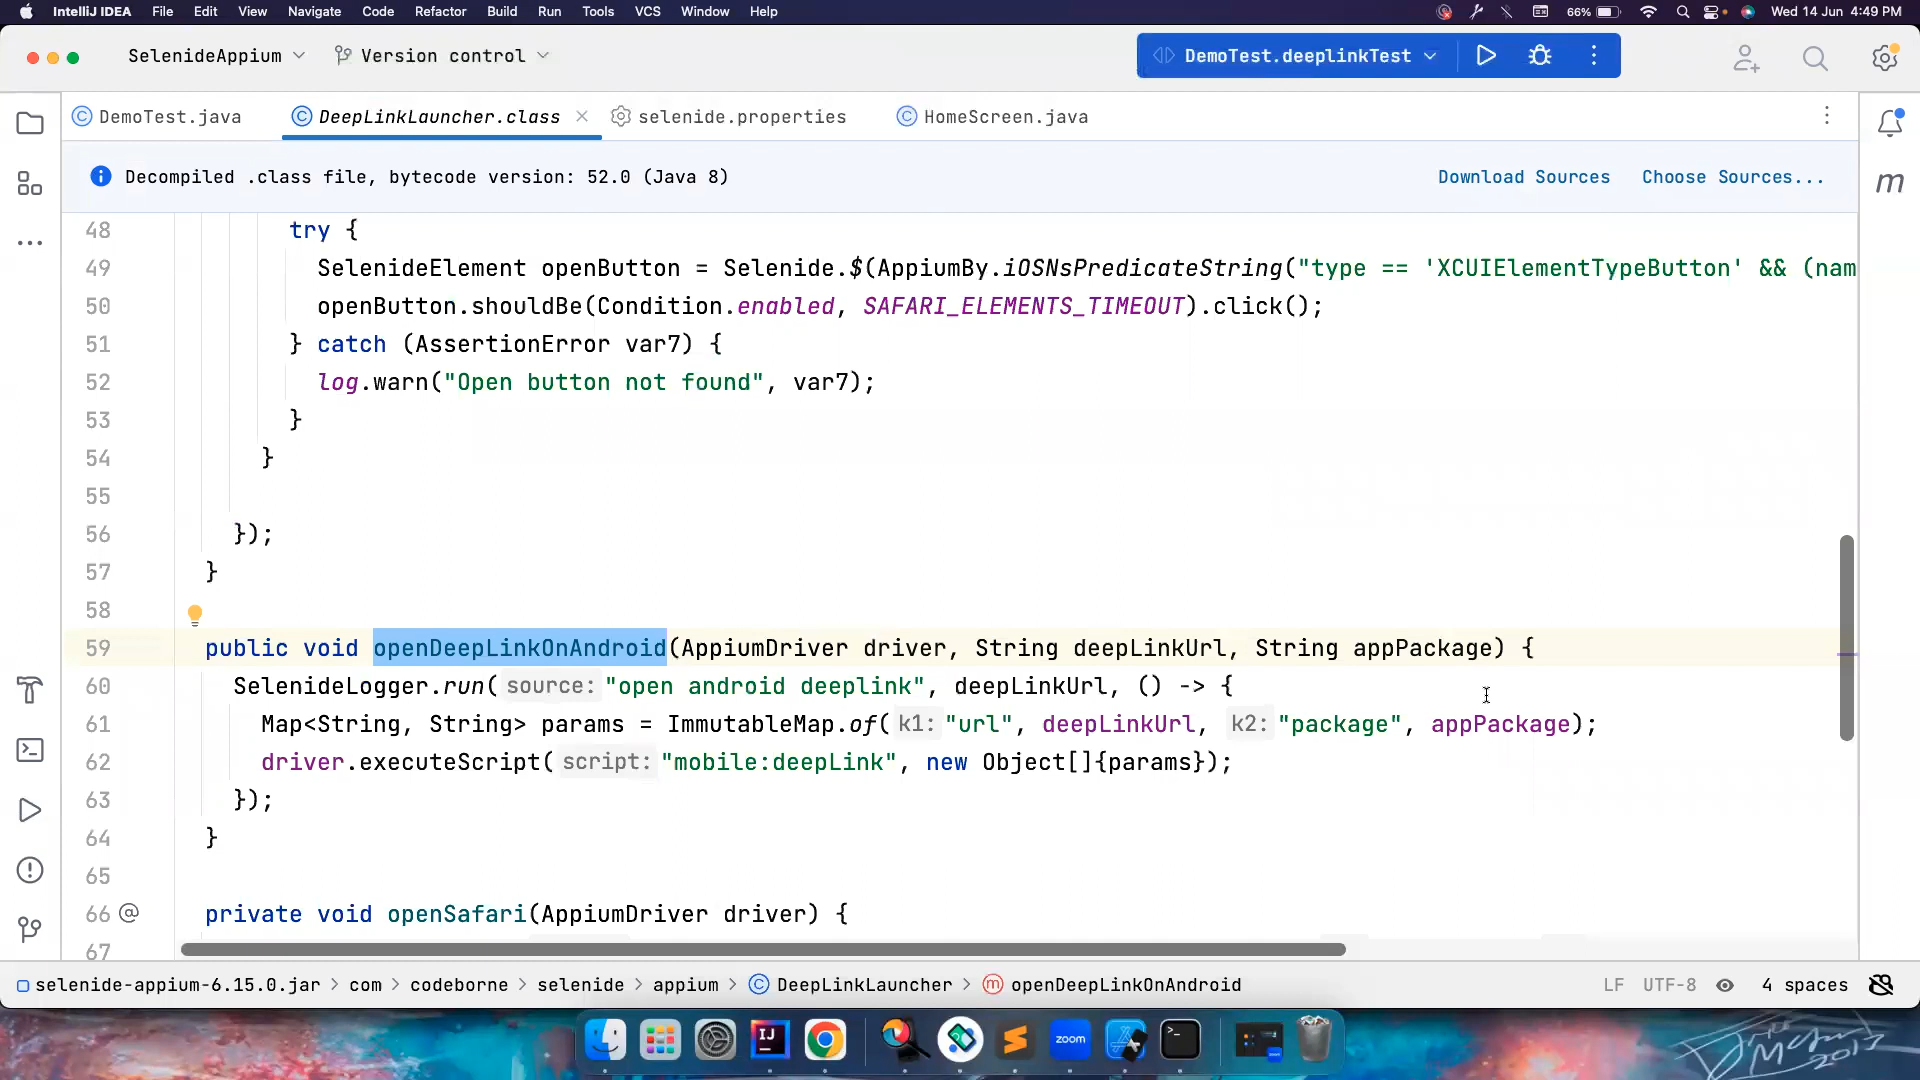 IntelliJ IDEA File Edit View Navigate Code Refactor Build Run Tools VCS Window Help 66% Wed 14 Jun 4:49 PM
SelenideAppium Version control DemoTest.deeplinkTest
DemoTest.java DeepLinkLauncher.class selenide.properties HomeScreen.java
Decompiled .class file, bytecode version: 52.0 (Java 8) Download Sources Choose Sources...
48 try {
49 SelenideElement openButton = Selenide.$(AppiumBy.iOSNsPredicateString("type == 'XCUIElementTypeButton' && (nam
50 openButton.shouldBe(Condition.enabled, SAFARI_ELEMENTS_TIMEOUT).click();
51 } catch (AssertionError var7) {
52 log.warn("Open button not found", var7);
53 }
54 }
55
56 });
57 }
58
59 public void openDeepLinkOnAndroid(AppiumDriver driver, String deepLinkUrl, String appPackage) {
60 SelenideLogger.run( source: "open android deeplink", deepLinkUrl, () -> {
61 Map<String, String> params = ImmutableMap.of( k1: "url", deepLinkUrl, k2: "package", appPackage);
62 driver.executeScript( script: "mobile:deepLink", new Object[]{params});
63 });
64 }
65
66 @ private void openSafari(AppiumDriver driver) {
67
selenide-appium-6.15.0.jar > com > codeborne > selenide > appium > DeepLinkLauncher > openDeepLinkOnAndroid LF UTF-8 4 spaces
zoom
2017